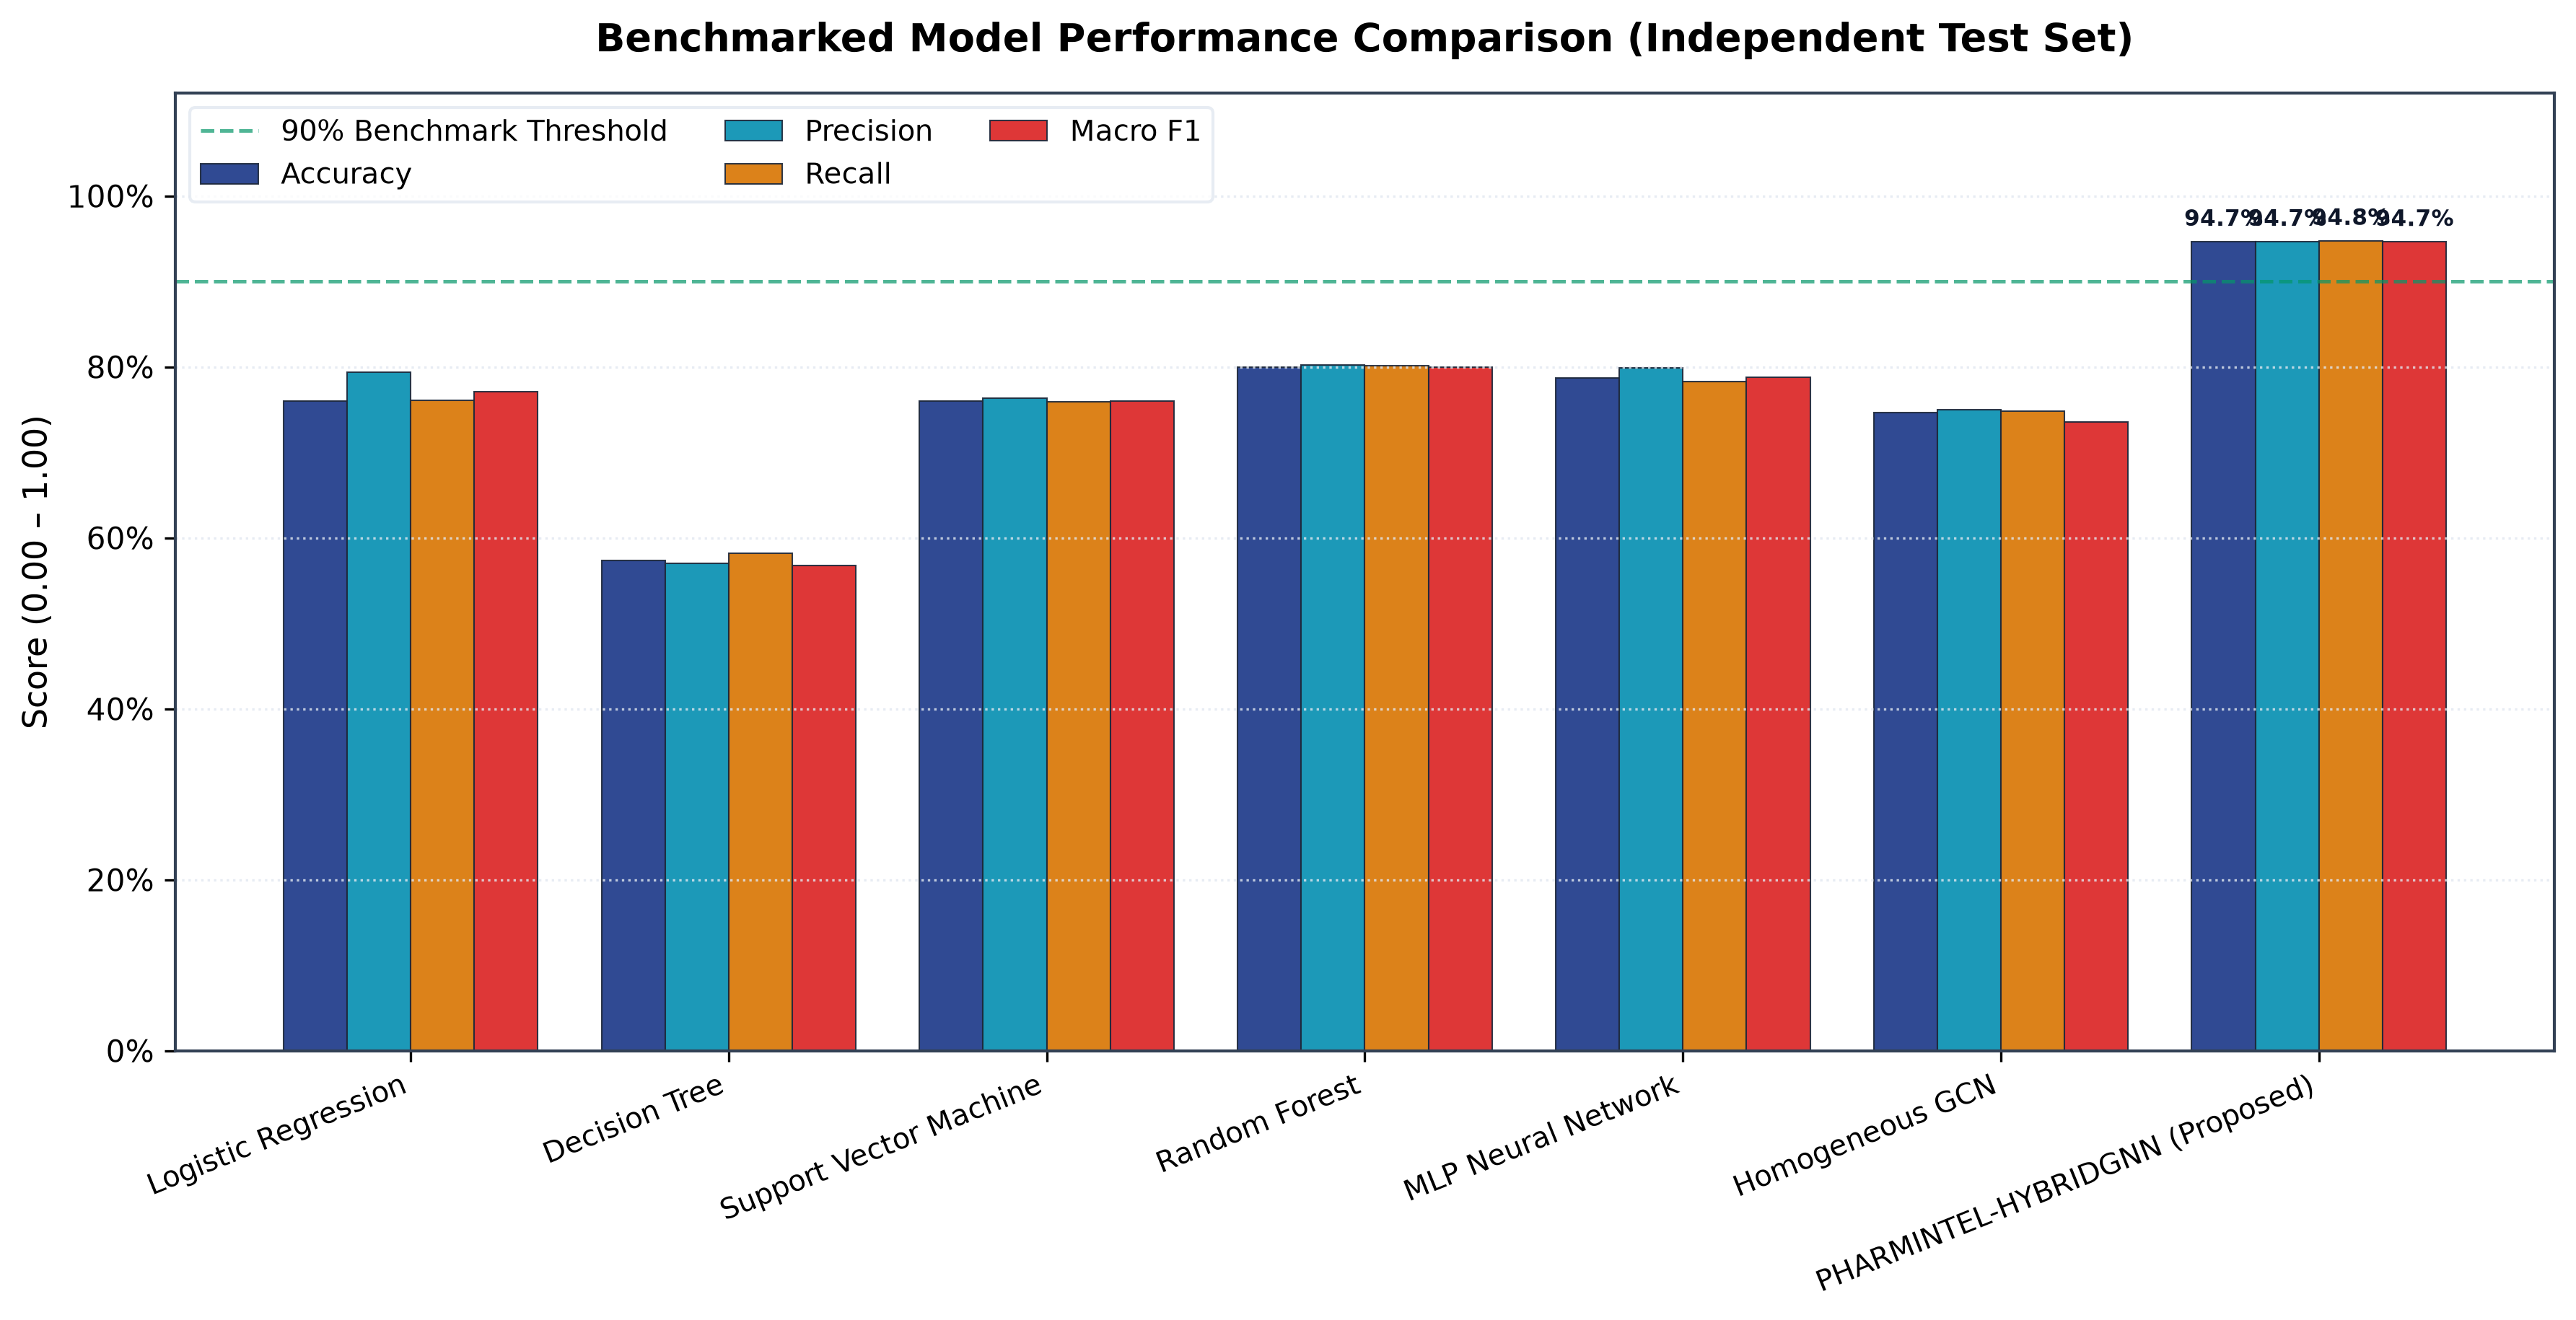 Benchmarked Model Performance Comparison (Independent Test Set)
90% Benchmark Threshold
Accuracy
Precision
Recall
Macro F1
Score (0.00 – 1.00)
100%
80%
60%
40%
20%
0%
94.7% 94.7% 94.8% 94.7%
Logistic Regression
Decision Tree
Support Vector Machine
Random Forest
MLP Neural Network
Homogeneous GCN
PHARMINTEL-HYBRIDGNN (Proposed)